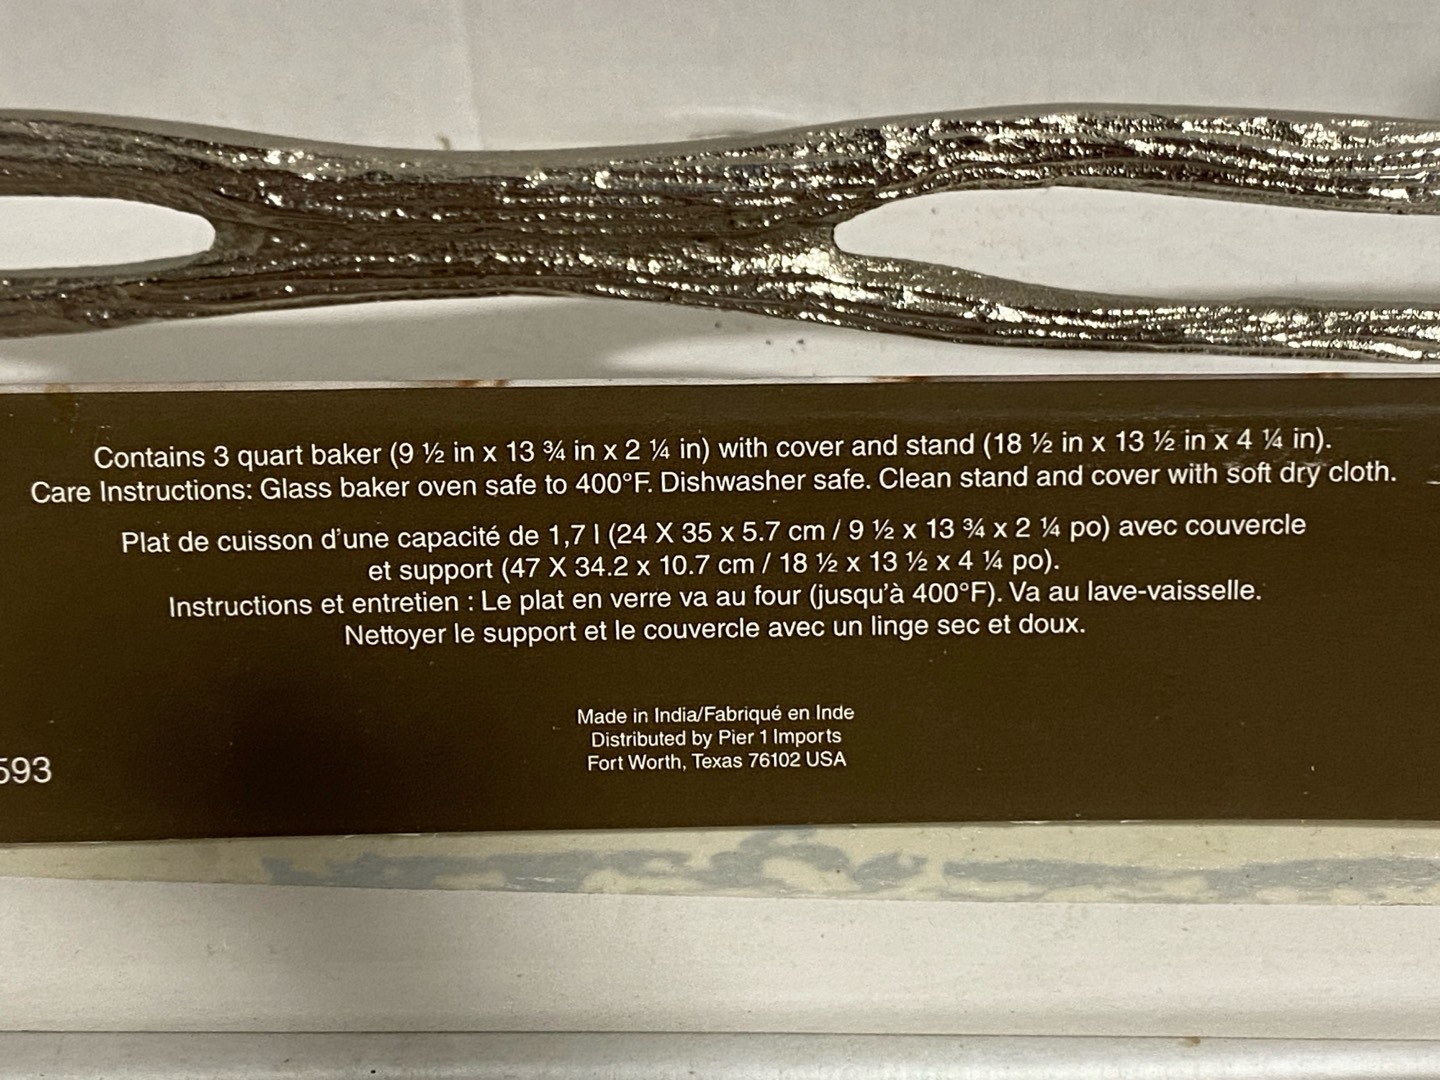 Contains 3 quart baker (9 ½ in x 13 ¾ in x 2 ¼ in) with cover and stand (18 ½ in x 13 ½ in x 4 ¼ in).
Care Instructions: Glass baker oven safe to 400°F. Dishwasher safe. Clean stand and cover with soft dry cloth.
Plat de cuisson d'une capacité de 1,7 l (24 X 35 x 5.7 cm / 9 ½ x 13 ¾ x 2 ¼ po) avec couvercle
et support (47 X 34.2 x 10.7 cm / 18 ½ x 13 ½ x 4 ¼ po).
Instructions et entretien : Le plat en verre va au four (jusqu'à 400°F). Va au lave-vaisselle.
Nettoyer le support et le couvercle avec un linge sec et doux.
Made in India/Fabriqué en Inde
Distributed by Pier 1 Imports
Fort Worth, Texas 76102 USA
593